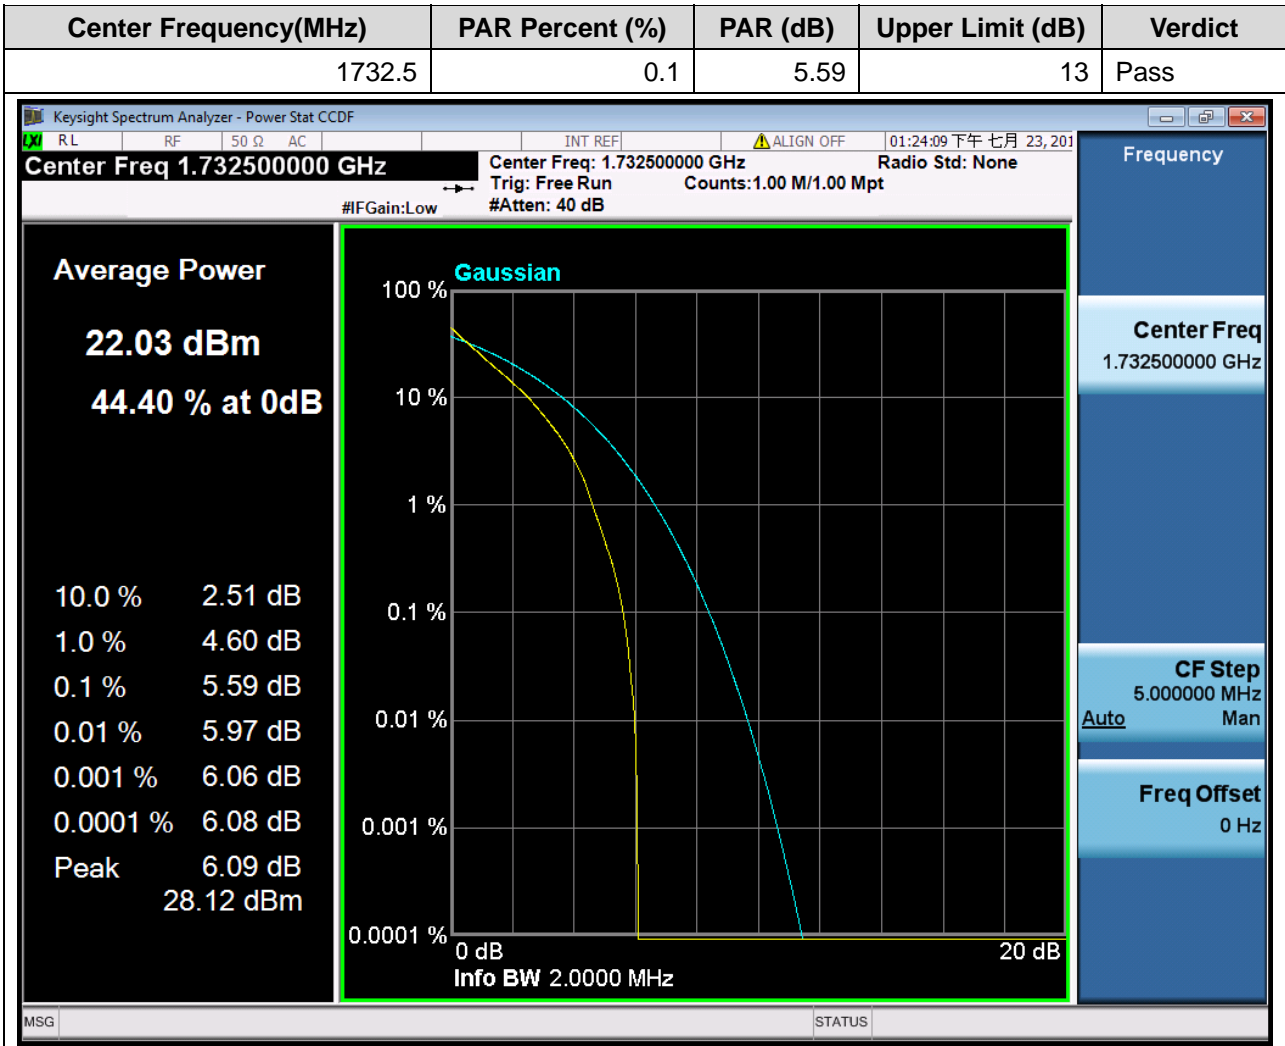 Center Frequency(MHz) PAR Percent (%) PAR (dB) Upper Limit (dB) Verdict
1732.5 0.1 5.59 13 Pass
Keysight Spectrum Analyzer - Power Stat CCDF
LXI RL RF 50 Ω AC INT REF ALIGN OFF 01:24:09 下午 七月 23, 201
Center Freq 1.732500000 GHz
Center Freq: 1.732500000 GHz Radio Std: None
Trig: Free Run Counts:1.00 M/1.00 Mpt
#IFGain:Low #Atten: 40 dB
Frequency
Average Power
22.03 dBm
44.40 % at 0dB
10.0 % 2.51 dB
1.0 % 4.60 dB
0.1 % 5.59 dB
0.01 % 5.97 dB
0.001 % 6.06 dB
0.0001 % 6.08 dB
Peak 6.09 dB
28.12 dBm
Gaussian
100 %
10 %
1 %
0.1 %
0.01 %
0.001 %
0.0001 %
0 dB 20 dB
Info BW 2.0000 MHz
Center Freq
1.732500000 GHz
CF Step
5.000000 MHz
Auto Man
Freq Offset
0 Hz
MSG STATUS